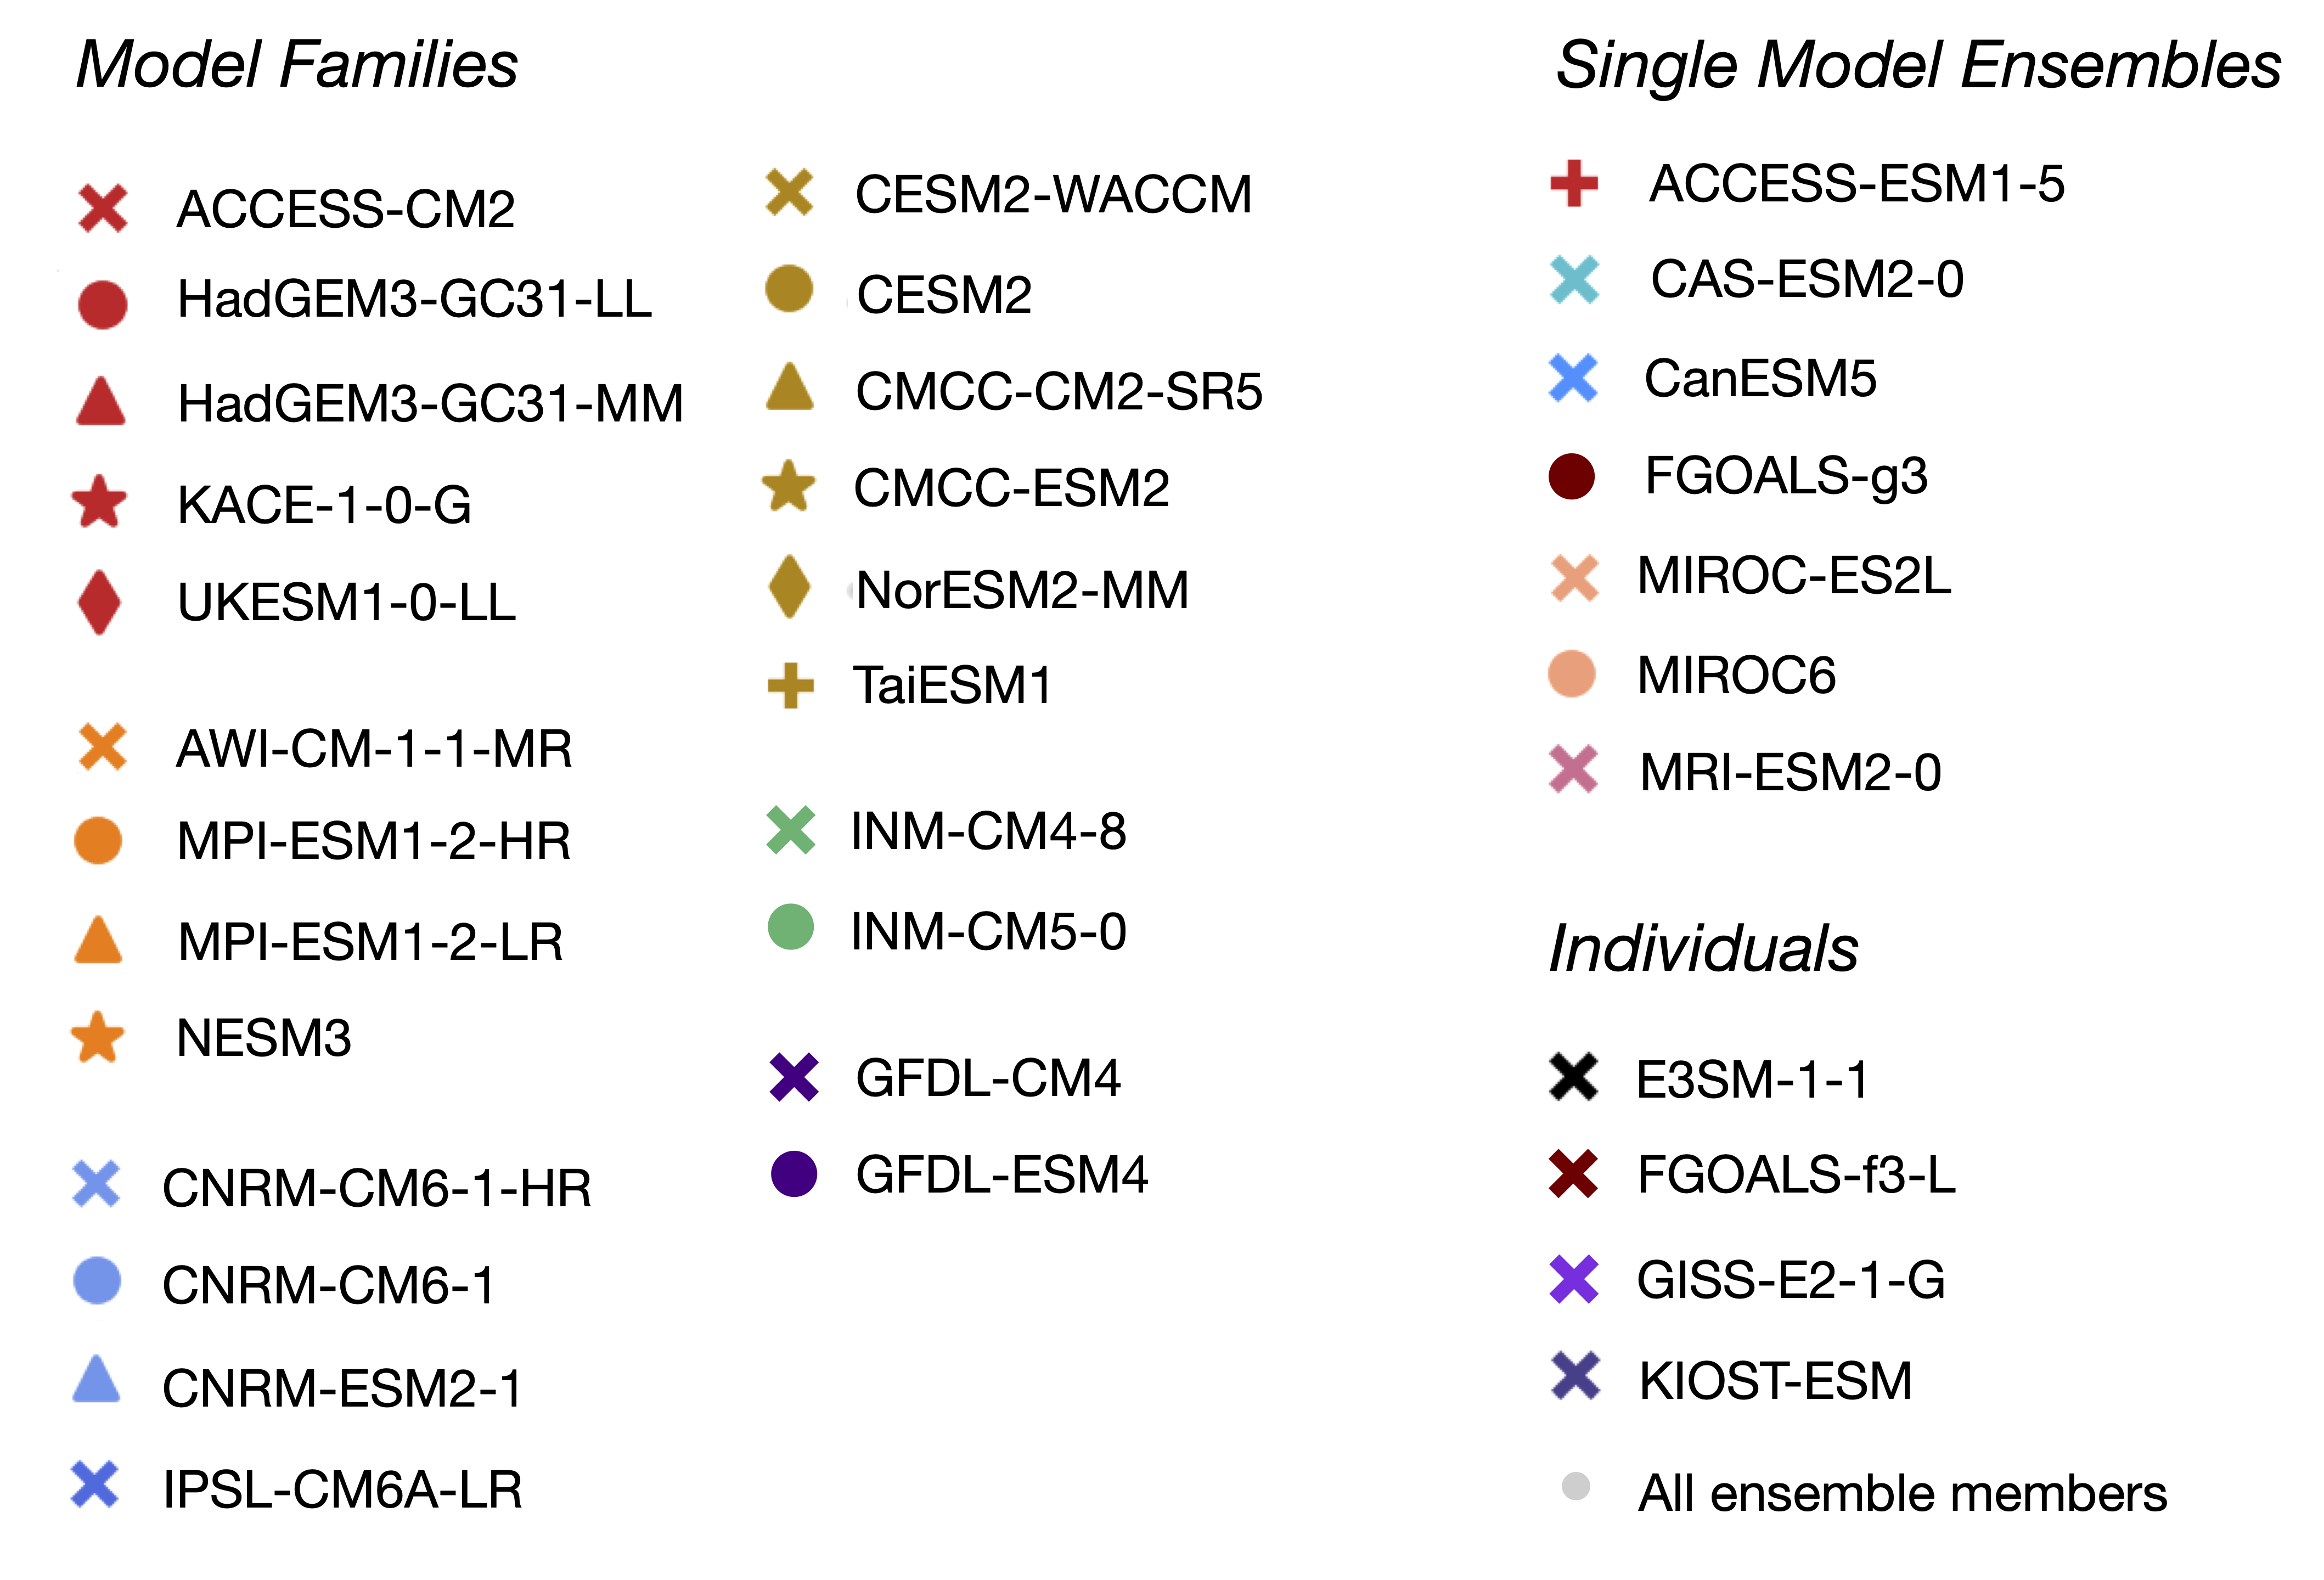 Model Families
ACCESS-CM2
HadGEM3-GC31-LL
HadGEM3-GC31-MM
KACE-1-0-G
UKESM1-0-LL
AWI-CM-1-1-MR
MPI-ESM1-2-HR
MPI-ESM1-2-LR
NESM3
CNRM-CM6-1-HR
CNRM-CM6-1
CNRM-ESM2-1
IPSL-CM6A-LR
CESM2-WACCM
CESM2
CMCC-CM2-SR5
CMCC-ESM2
NorESM2-MM
TaiESM1
INM-CM4-8
INM-CM5-0
GFDL-CM4
GFDL-ESM4
Single Model Ensembles
ACCESS-ESM1-5
CAS-ESM2-0
CanESM5
FGOALS-g3
MIROC-ES2L
MIROC6
MRI-ESM2-0
Individuals
E3SM-1-1
FGOALS-f3-L
GISS-E2-1-G
KIOST-ESM
All ensemble members